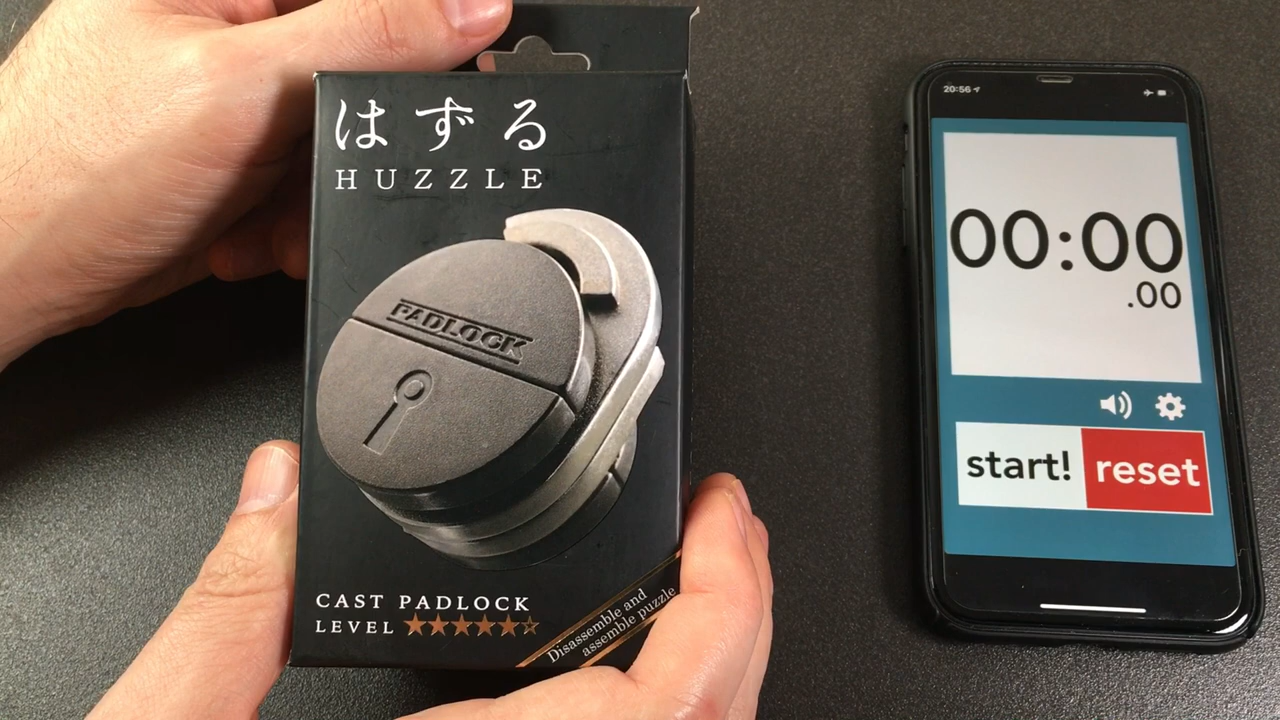 はずる
HUZZLE
PADLOCK
CAST PADLOCK
LEVEL ★★★★★☆
Disassemble and
assemble puzzle
20:56
00:00
.00
start! reset